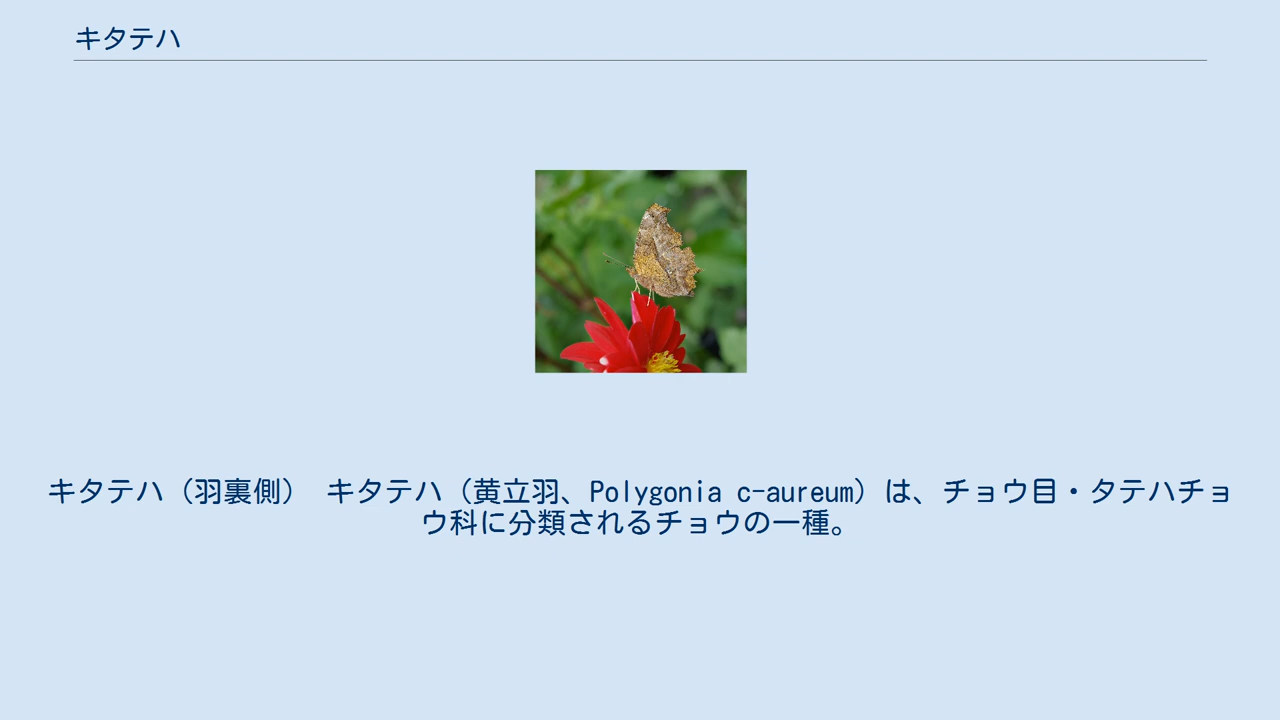 キタテハ
キタテハ（羽裏側）　キタテハ（黄立羽、Polygonia c-aureum）は、チョウ目・タテハチョ
ウ科に分類されるチョウの一種。